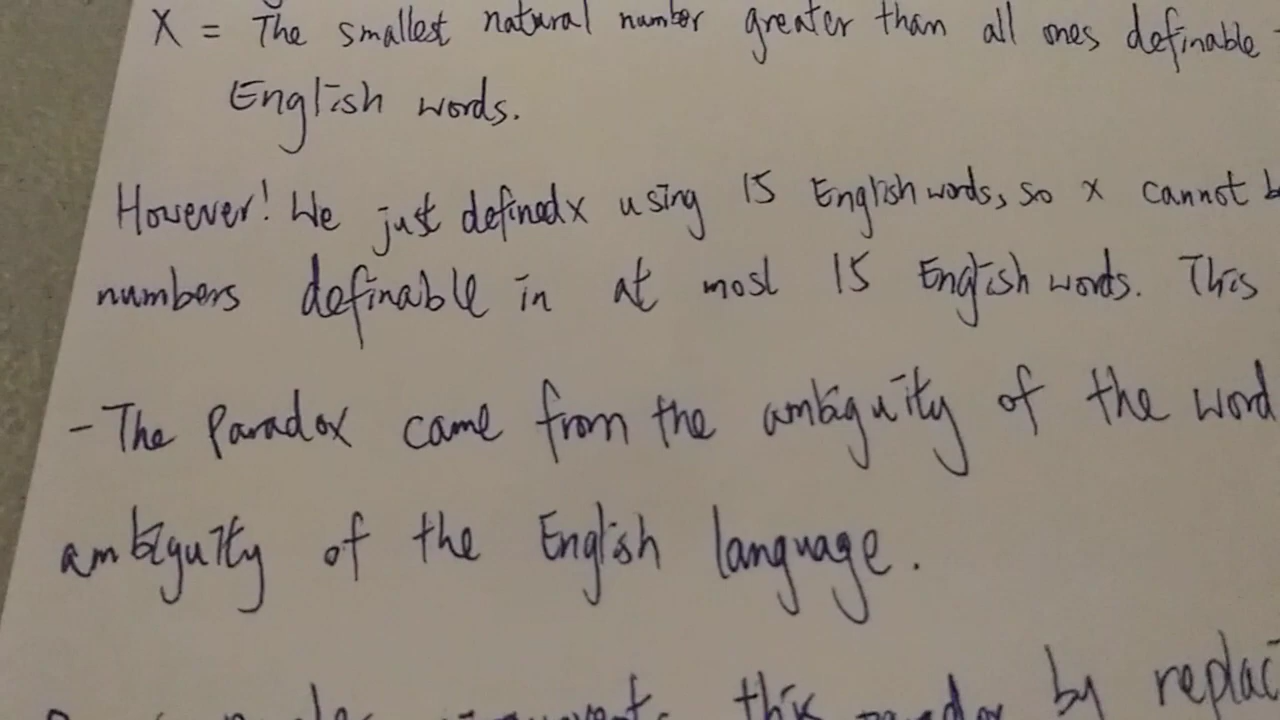 X = The smallest natural number greater than all ones definable
English words.
However! We just defined x using 15 English words, so x cannot
numbers definable in at most 15 English words. This
- The Paradox came from the ambiguity of the word
ambiguity of the English language.
this by